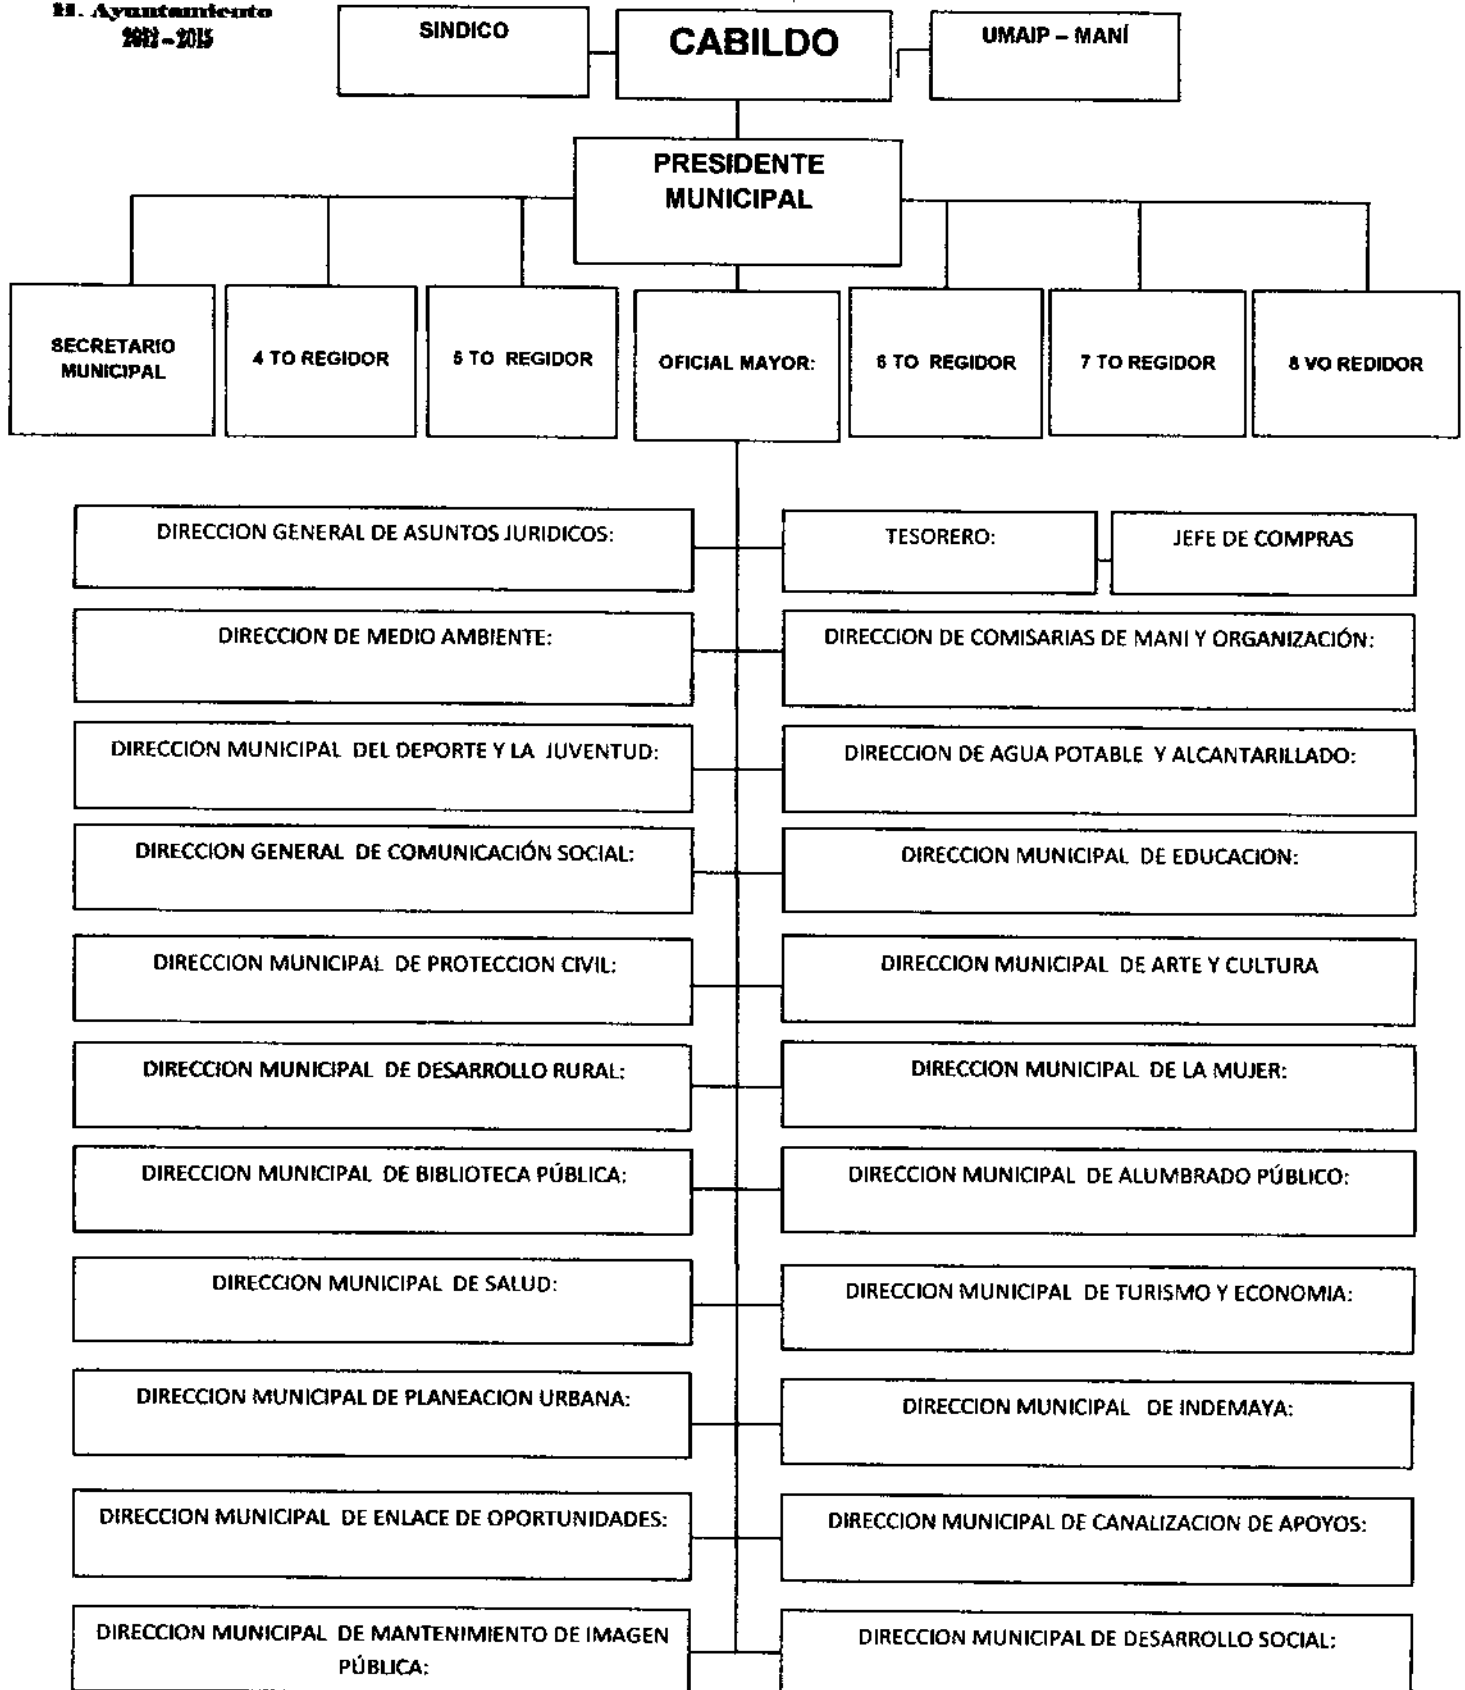 H. Ayuntamiento
2012 – 2015
SINDICO
CABILDO
UMAIP – MANÍ
PRESIDENTE
MUNICIPAL
SECRETARIO
MUNICIPAL
4 TO REGIDOR
5 TO REGIDOR
OFICIAL MAYOR:
6 TO REGIDOR
7 TO REGIDOR
8 VO REDIDOR
DIRECCION GENERAL DE ASUNTOS JURIDICOS:
TESORERO:
JEFE DE COMPRAS
DIRECCION DE MEDIO AMBIENTE:
DIRECCION DE COMISARIAS DE MANI Y ORGANIZACIÓN:
DIRECCION MUNICIPAL DEL DEPORTE Y LA JUVENTUD:
DIRECCION DE AGUA POTABLE Y ALCANTARILLADO:
DIRECCION GENERAL DE COMUNICACIÓN SOCIAL:
DIRECCION MUNICIPAL DE EDUCACION:
DIRECCION MUNICIPAL DE PROTECCION CIVIL:
DIRECCION MUNICIPAL DE ARTE Y CULTURA
DIRECCION MUNICIPAL DE DESARROLLO RURAL:
DIRECCION MUNICIPAL DE LA MUJER:
DIRECCION MUNICIPAL DE BIBLIOTECA PÚBLICA:
DIRECCION MUNICIPAL DE ALUMBRADO PÚBLICO:
DIRECCION MUNICIPAL DE SALUD:
DIRECCION MUNICIPAL DE TURISMO Y ECONOMIA:
DIRECCION MUNICIPAL DE PLANEACION URBANA:
DIRECCION MUNICIPAL DE INDEMAYA:
DIRECCION MUNICIPAL DE ENLACE DE OPORTUNIDADES:
DIRECCION MUNICIPAL DE CANALIZACION DE APOYOS:
DIRECCION MUNICIPAL DE MANTENIMIENTO DE IMAGEN
PÚBLICA:
DIRECCION MUNICIPAL DE DESARROLLO SOCIAL: